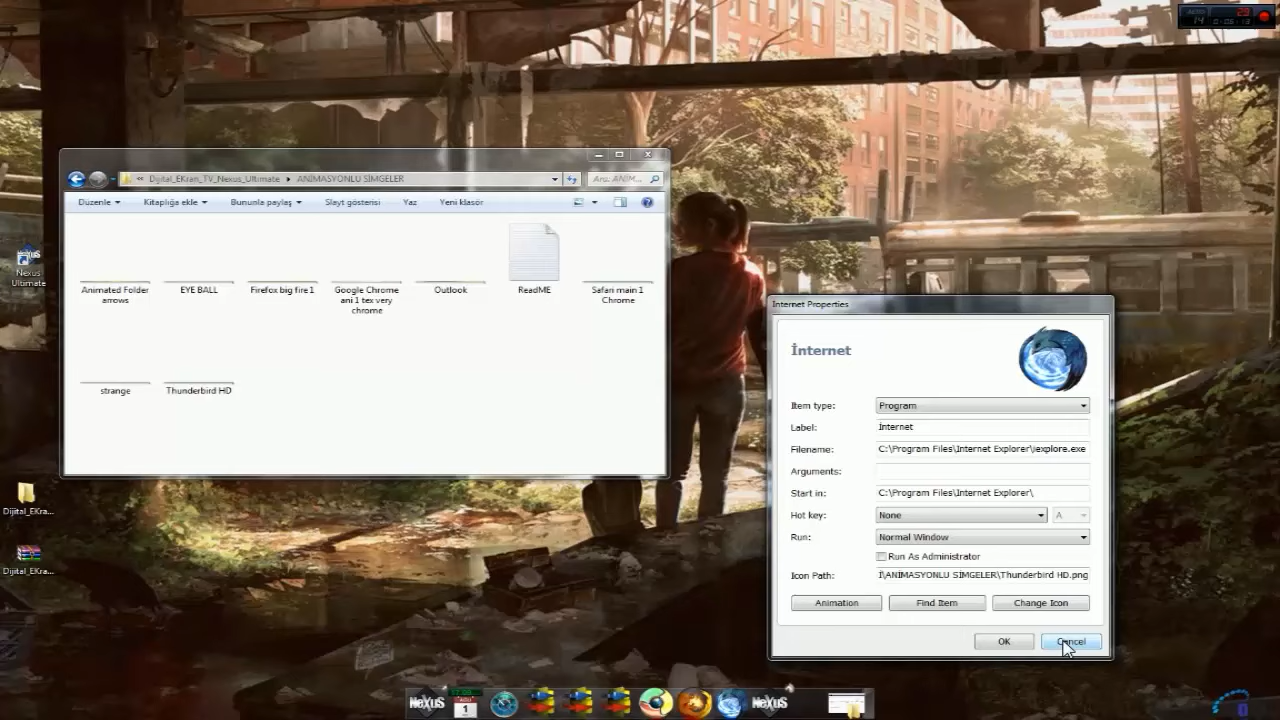 Nexus
Ultimate
Dijital_EKra...
Dijital_EKra...
« Dijital_EKran_TV_Nexus_Ultimate ▸ ANİMASYONLU SİMGELER
Ara: ANİM...
Düzenle
Kitaplığa ekle
Bununla paylaş
Slayt gösterisi
Yaz
Yeni klasör
Animated Folder
arrows
EYE BALL
Firefox big fire 1
Google Chrome
ani 1 tex very
chrome
Outlook
ReadME
Safari main 1
Chrome
strange
Thunderbird HD
Internet Properties
İnternet
Item type: Program
Label: İnternet
Filename: C:\Program Files\Internet Explorer\iexplore.exe
Arguments:
Start in: C:\Program Files\Internet Explorer\
Hot key: None A
Run: Normal Window
Run As Administrator
Icon Path: İ\ANİMASYONLU SİMGELER\Thunderbird HD.png
Animation Find Item Change Icon
OK Cancel
NeXuS
1
NeXuS